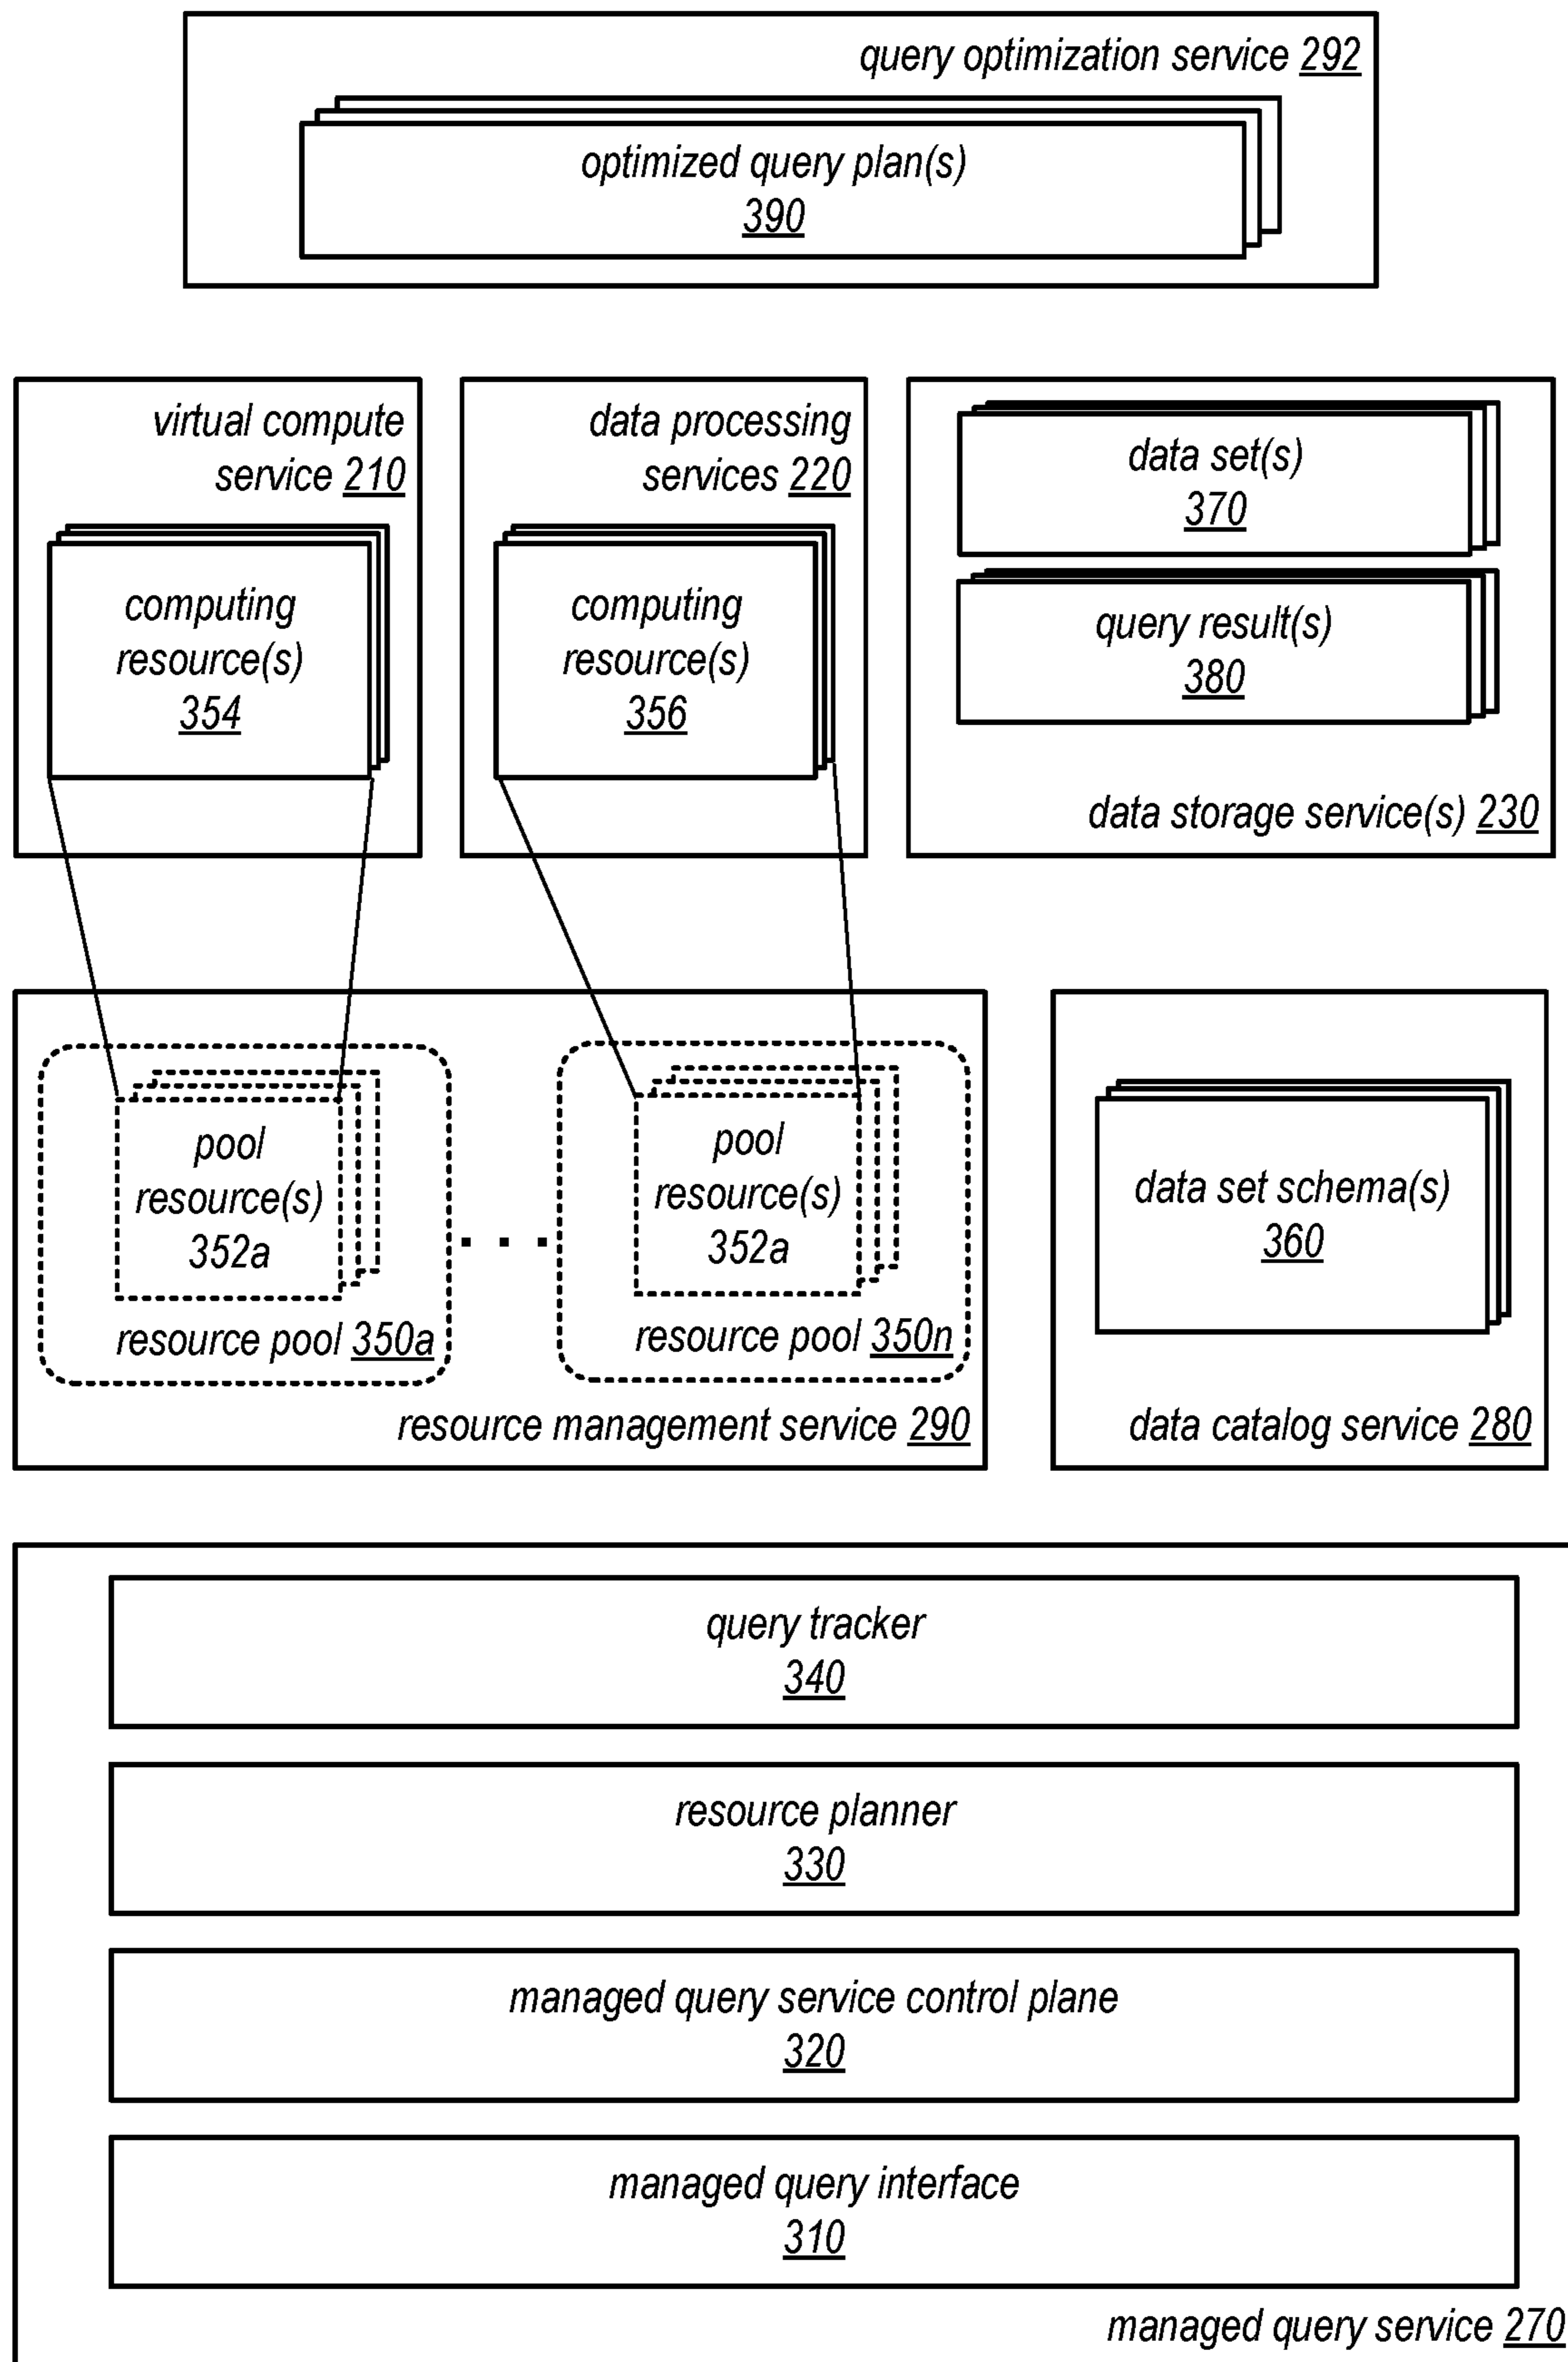 query optimization service 292
optimized query plan(s)
390
virtual compute
service 210
computing
resource(s)
354
data processing
services 220
computing
resource(s)
356
data set(s)
370
query result(s)
380
data storage service(s) 230
pool
resource(s)
352a
resource pool 350a
. . .
pool
resource(s)
352a
resource pool 350n
resource management service 290
data set schema(s)
360
data catalog service 280
query tracker
340
resource planner
330
managed query service control plane
320
managed query interface
310
managed query service 270